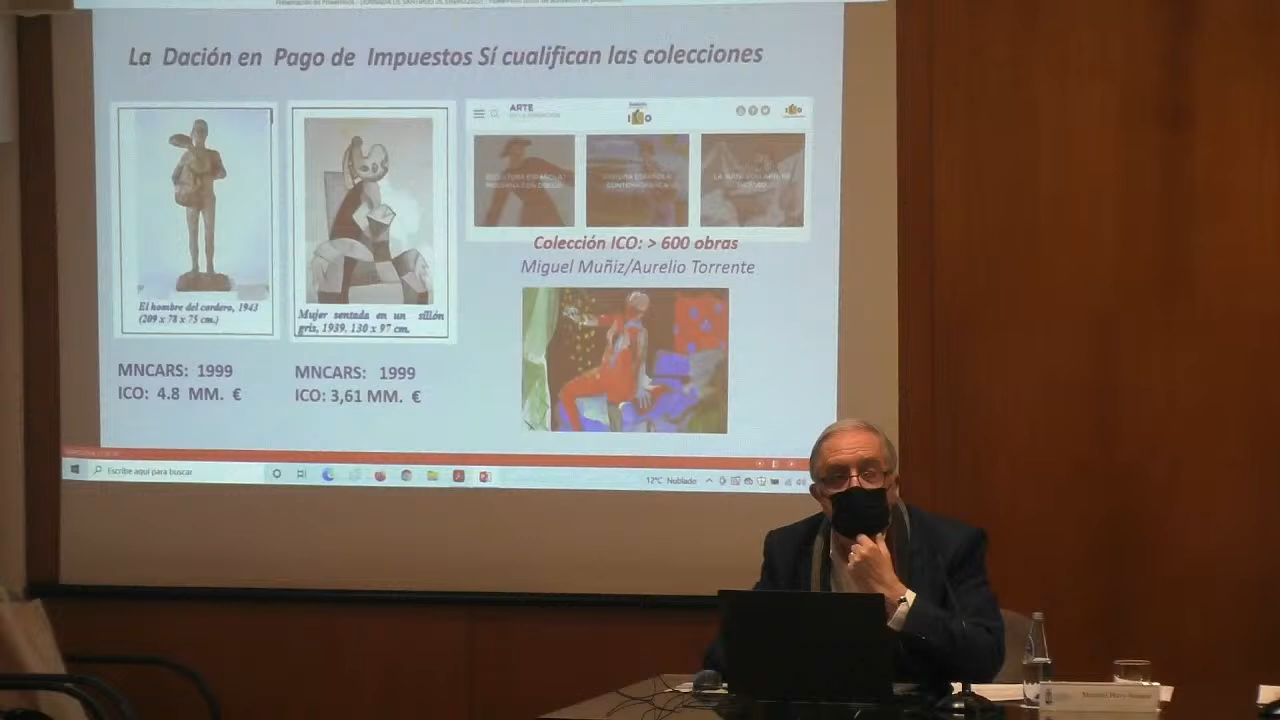 La Dación en Pago de Impuestos Sí cualifican las colecciones
El hombre del cordero, 1943
(209 x 78 x 75 cm.)
Mujer sentada en un sillón
gris, 1939. 130 x 97 cm.
MNCARS: 1999
ICO: 4.8 MM. €
MNCARS: 1999
ICO: 3,61 MM. €
ARTE
ICO
Colección ICO: > 600 obras
Miguel Muñiz/Aurelio Torrente
Escribe aquí para buscar
12°C Nublado